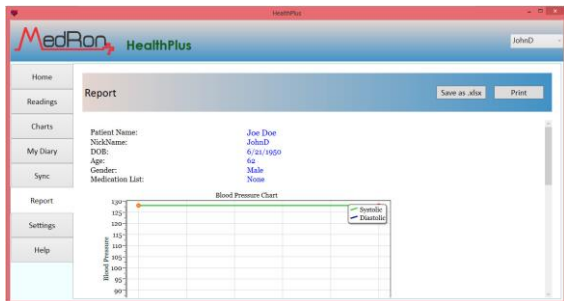 HealthPlus
MedRon HealthPlus
JohnD
Home
Readings
Charts
My Diary
Sync
Report
Settings
Help
Report
Save as .xlsx
Print
Patient Name: Joe Doe
NickName: JohnD
DOB: 6/21/1950
Age: 62
Gender: Male
Medication List: None
Blood Pressure Chart
Systolic
Diastolic
Blood Pressure
130
125
120
115
110
105
100
95
90